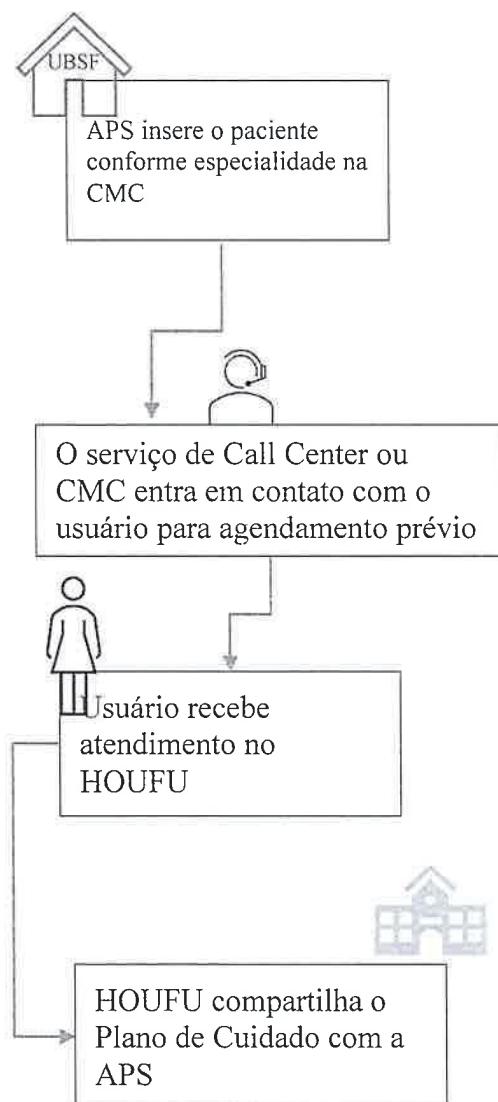 UBSF
APS insere o paciente
conforme especialidade na
CMC
O serviço de Call Center ou
CMC entra em contato com o
usuário para agendamento prévio
Usuário recebe
atendimento no
HOUFU
HOUFU compartilha o
Plano de Cuidado com a
APS